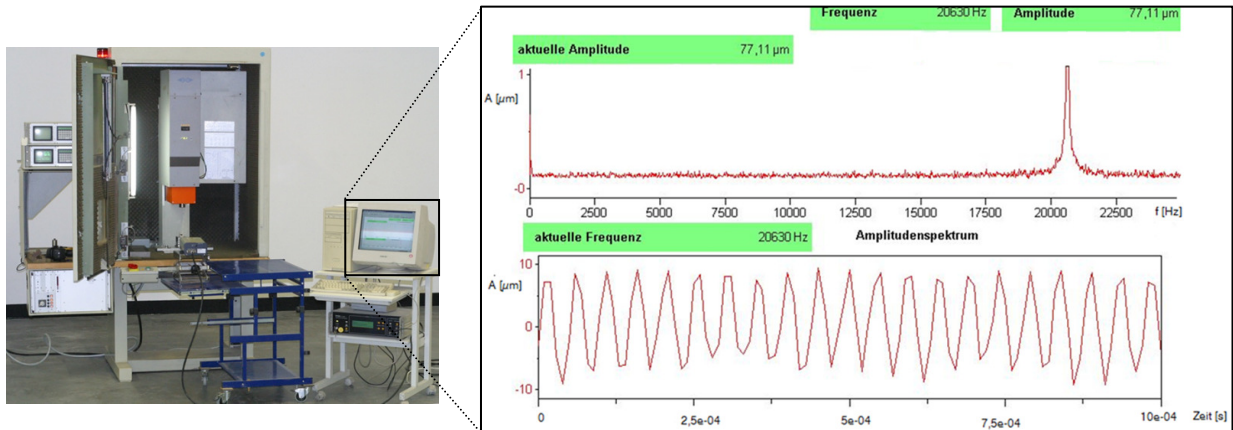 Frequenz 20630 Hz Amplitude 77,11 µm
aktuelle Amplitude 77,11 µm
1
A [µm]
-0
0 2500 5000 7500 10000 12500 15000 17500 20000 22500 f [Hz]
aktuelle Frequenz 20630 Hz Amplitudenspektrum
10
A [µm]
0
-10
0 2,5e-04 5e-04 7,5e-04 10e-04 Zeit [s]